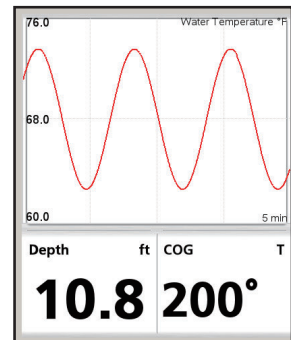 76.0 Water Temperature °F
68.0
60.0 5 min
Depth ft COG T
10.8 200°